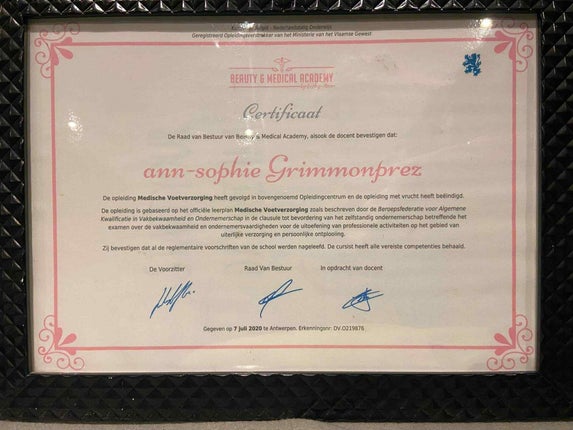 Nederlandstalig Onderwijs
Geregistreerd Opleidingsverstrekker van het Ministerie van het Vlaamse Gewest
BEAUTY & MEDICAL ACADEMY
Certificaat
De Raad van Bestuur van Beauty & Medical Academy, alsook de docent bevestigen dat:
ann-sophie Grimmonprez
De opleiding Medische Voetverzorging heeft gevolgd in bovengenoemd Opleidingscentrum en de opleiding met vrucht heeft beëindigd.
De opleiding is gebaseerd op het officiële leerplan Medische Voetverzorging zoals beschreven door de Beroepsfederatie voor Algemene
Kwalificatie is Vakbekwaamheid en Ondernemerschap in de clausule tot bevordering van het zelfstandig ondernemerschap betreffende het
examen over de vakbekwaamheid en ondernemersvaardigheden voor de uitoefening van professionele activiteiten op het gebied van
uiterlijke verzorging en persoonlijke ontplooiing.
Zij bevestigen dat al de reglementaire voorschriften van de school werden nageleefd. De cursist heeft alle vereiste competenties behaald.
De Voorzitter Raad Van Bestuur In opdracht van docent
Gegeven op 7 juli 2020 te Antwerpen. Erkenningsnr: OV.0219876